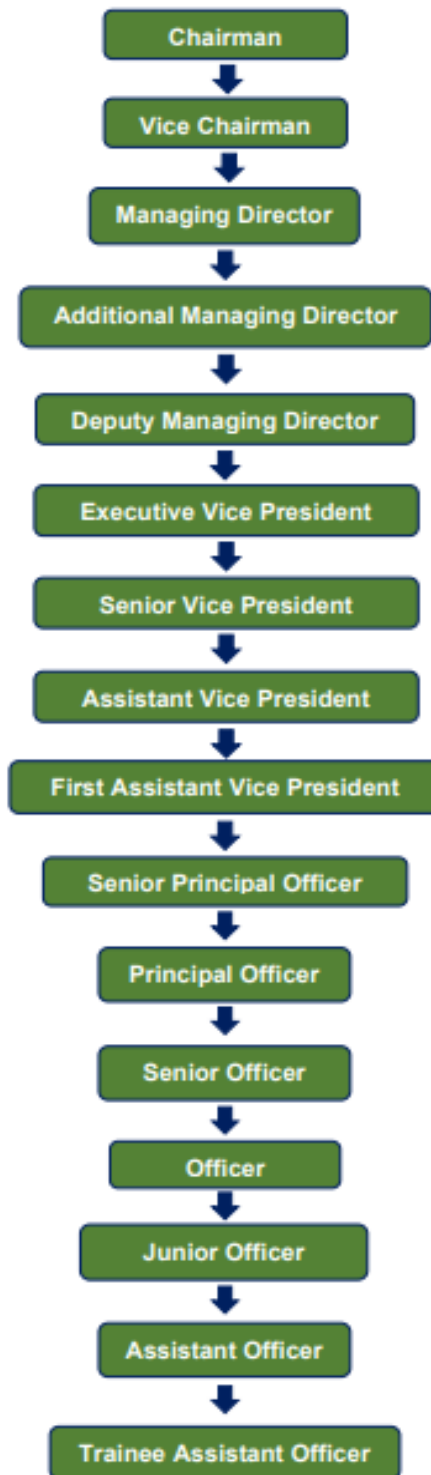 Chairman
Vice Chairman
Managing Director
Additional Managing Director
Deputy Managing Director
Executive Vice President
Senior Vice President
Assistant Vice President
First Assistant Vice President
Senior Principal Officer
Principal Officer
Senior Officer
Officer
Junior Officer
Assistant Officer
Trainee Assistant Officer